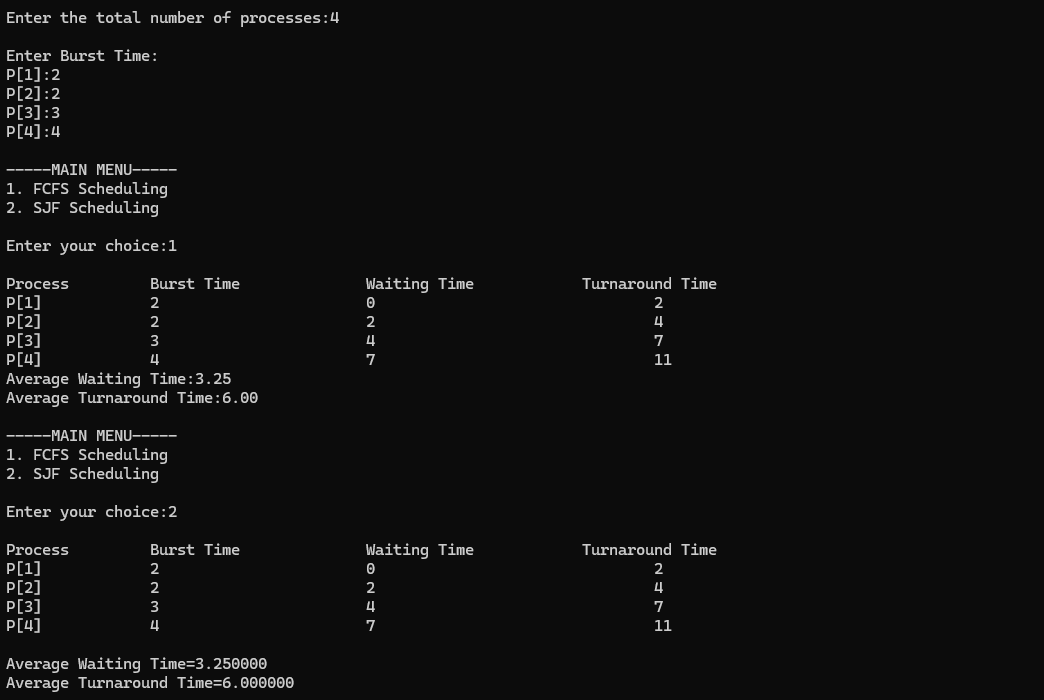 Enter the total number of processes:4
Enter Burst Time:
P[1]:2
P[2]:2
P[3]:3
P[4]:4
-----MAIN MENU-----
1. FCFS Scheduling
2. SJF Scheduling
Enter your choice:1
Process Burst Time Waiting Time Turnaround Time
P[1] 2 0 2
P[2] 2 2 4
P[3] 3 4 7
P[4] 4 7 11
Average Waiting Time:3.25
Average Turnaround Time:6.00
-----MAIN MENU-----
1. FCFS Scheduling
2. SJF Scheduling
Enter your choice:2
Process Burst Time Waiting Time Turnaround Time
P[1] 2 0 2
P[2] 2 2 4
P[3] 3 4 7
P[4] 4 7 11
Average Waiting Time=3.250000
Average Turnaround Time=6.000000